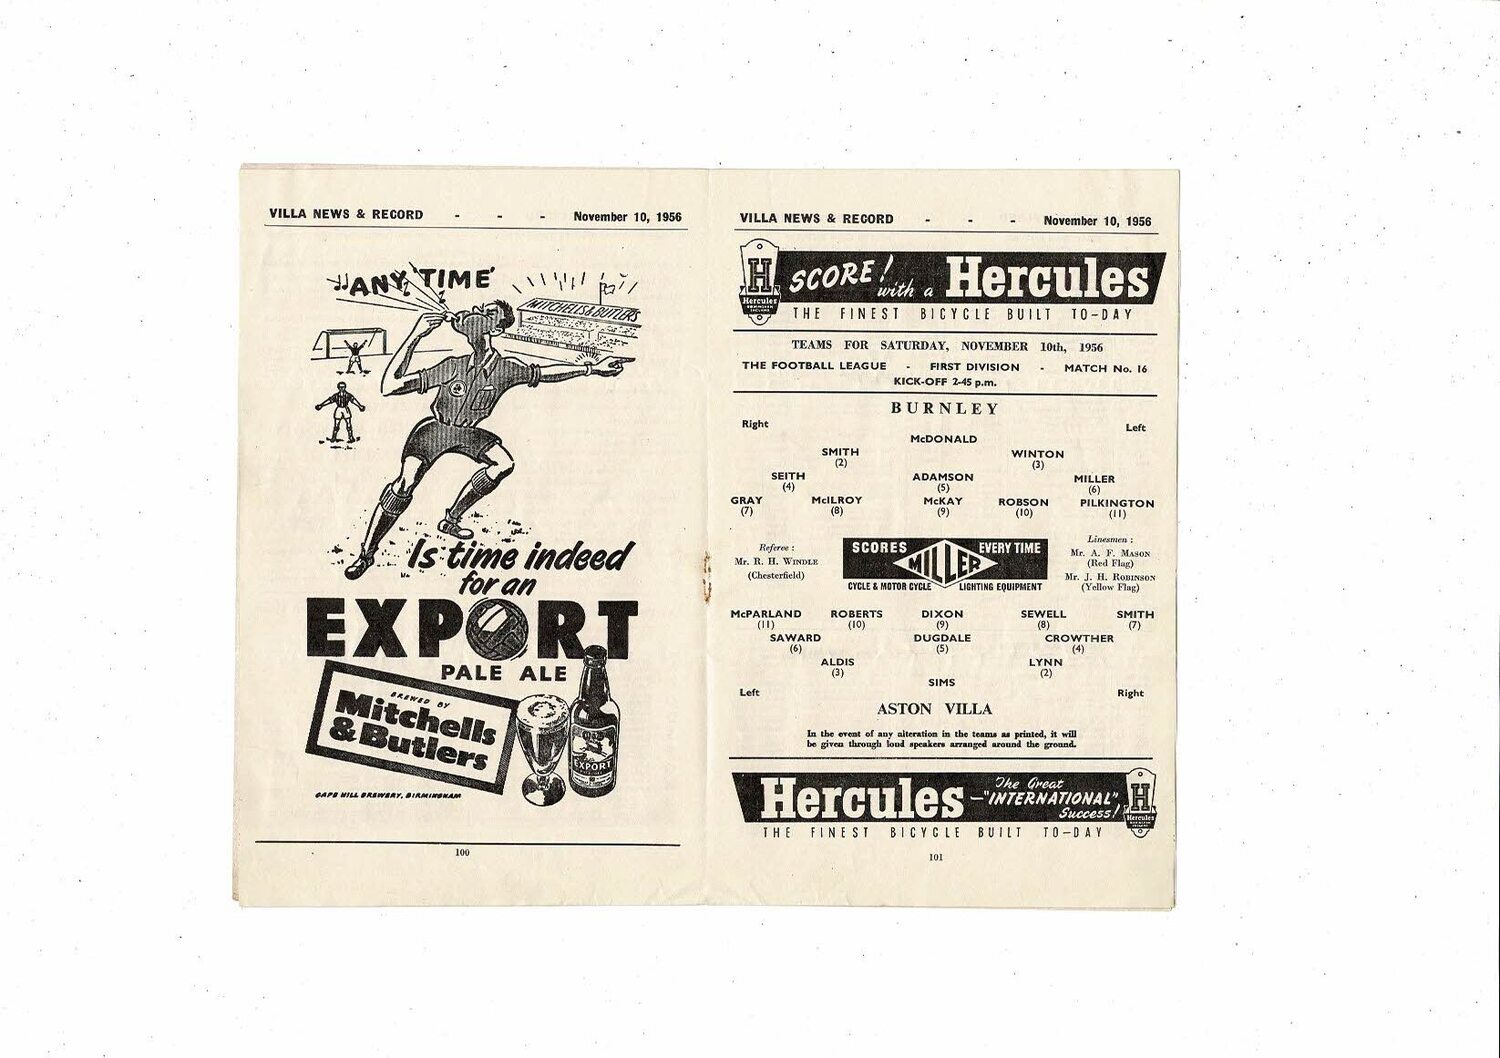 VILLA NEWS & RECORD - - - November 10, 1956
'ANY TIME'
MITCHELLS & BUTLERS
Is time indeed
for an
EXPORT
PALE ALE
BREWED BY
Mitchells
& Butlers
EXPORT
CAPE HILL BREWERY, BIRMINGHAM
100
VILLA NEWS & RECORD - - - November 10, 1956
H
Hercules
SCORE! with a Hercules
THE FINEST BICYCLE BUILT TO-DAY
TEAMS FOR SATURDAY, NOVEMBER 10th, 1956
THE FOOTBALL LEAGUE - FIRST DIVISION - MATCH No. 16
KICK-OFF 2-45 p.m.
BURNLEY
Right Left
McDONALD
SMITH WINTON
(2) (3)
SEITH ADAMSON MILLER
(4) (5) (6)
GRAY McILROY McKAY ROBSON PILKINGTON
(7) (8) (9) (10) (11)
Referee :
Mr. R. H. WINDLE
(Chesterfield)
SCORES MILLER EVERY TIME
CYCLE & MOTOR CYCLE LIGHTING EQUIPMENT
Linesmen :
Mr. A. F. MASON
(Red Flag)
Mr. J. H. ROBINSON
(Yellow Flag)
McPARLAND ROBERTS DIXON SEWELL SMITH
(11) (10) (9) (8) (7)
SAWARD DUGDALE CROWTHER
(6) (5) (4)
ALDIS LYNN
(3) (2)
SIMS
Left Right
ASTON VILLA
In the event of any alteration in the teams as printed, it will
be given through loud speakers arranged around the ground.
Hercules - The Great "INTERNATIONAL" Success!
H
Hercules
THE FINEST BICYCLE BUILT TO-DAY
101